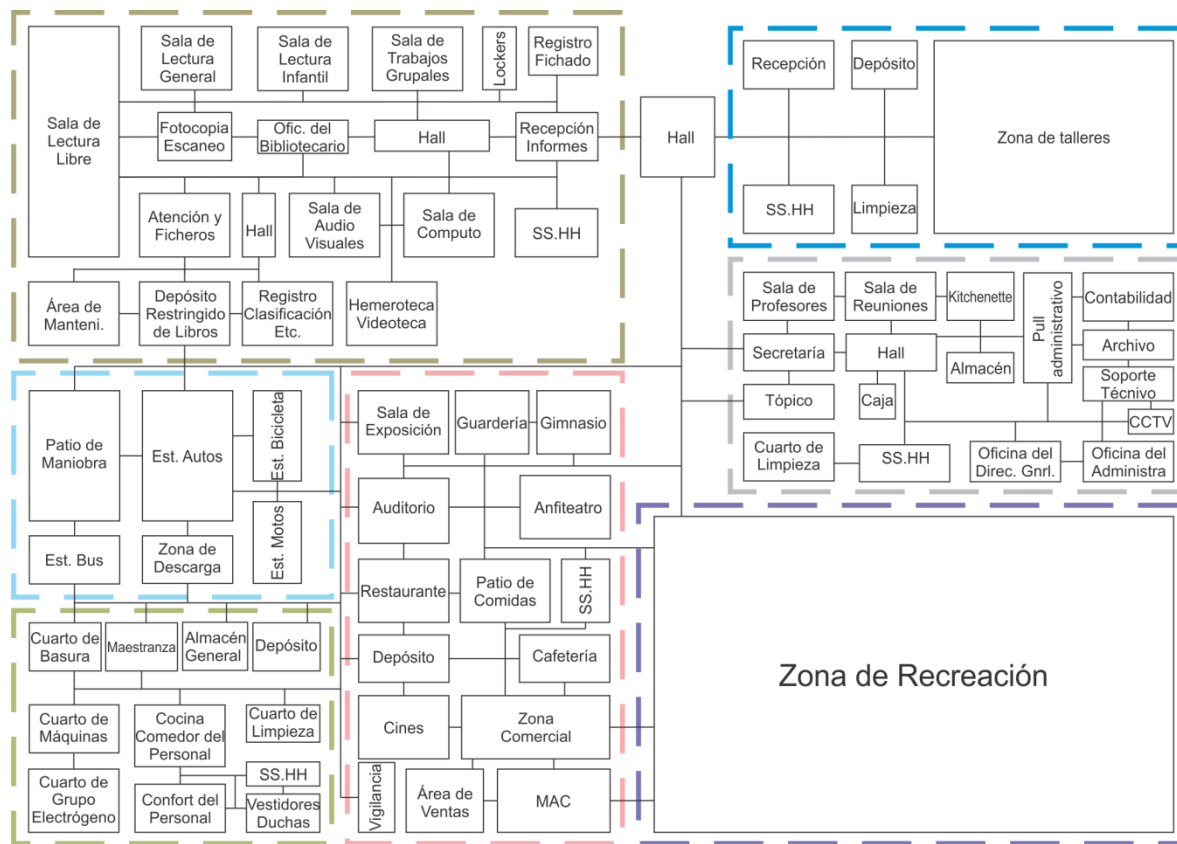 Sala de
Lectura
Libre
Sala de
Lectura
General
Sala de
Lectura
Infantil
Sala de
Trabajos
Grupales
Lockers
Registro
Fichado
Fotocopia
Escaneo
Ofic. del
Bibliotecario
Hall
Recepción
Informes
Atención y
Ficheros
Hall
Sala de
Audio
Visuales
Sala de
Computo
SS.HH
Área de
Manteni.
Depósito
Restringido
de Libros
Registro
Clasificación
Etc.
Hemeroteca
Videoteca
Hall
Recepción
Depósito
Zona de talleres
SS.HH
Limpieza
Sala de
Profesores
Sala de
Reuniones
Kitchenette
Pull
administrativo
Contabilidad
Secretaría
Hall
Almacén
Archivo
Tópico
Caja
Soporte
Técnivo
CCTV
Cuarto de
Limpieza
SS.HH
Oficina del
Direc. Gnrl.
Oficina del
Administra
Patio de
Maniobra
Est. Autos
Est. Bicicleta
Est. Motos
Est. Bus
Zona de
Descarga
Sala de
Exposición
Guardería
Gimnasio
Auditorio
Anfiteatro
Restaurante
Patio de
Comidas
SS.HH
Depósito
Cafetería
Cines
Zona
Comercial
Vigilancia
Área de
Ventas
MAC
Cuarto de
Basura
Maestranza
Almacén
General
Depósito
Cuarto de
Máquinas
Cocina
Comedor del
Personal
Cuarto de
Limpieza
Cuarto de
Grupo
Electrógeno
Confort del
Personal
SS.HH
Vestidores
Duchas
Zona de Recreación